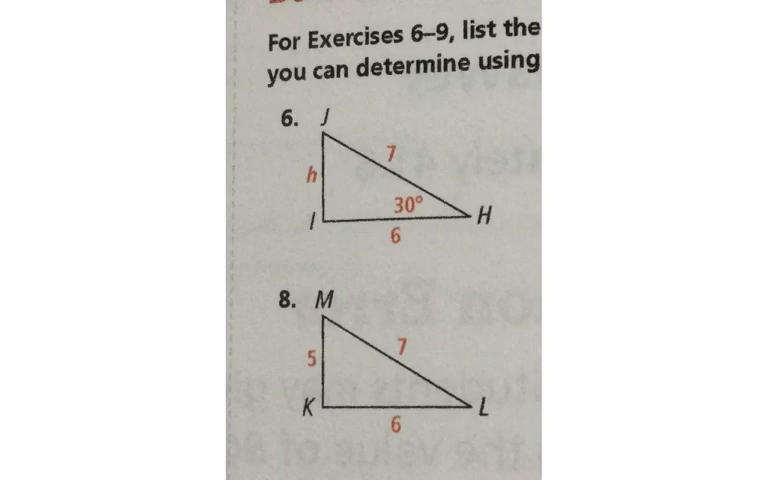 For Exercises 6–9, list the
you can determine using
6. J
7
h
30°
I
H
6
8. M
7
5
K
L
6